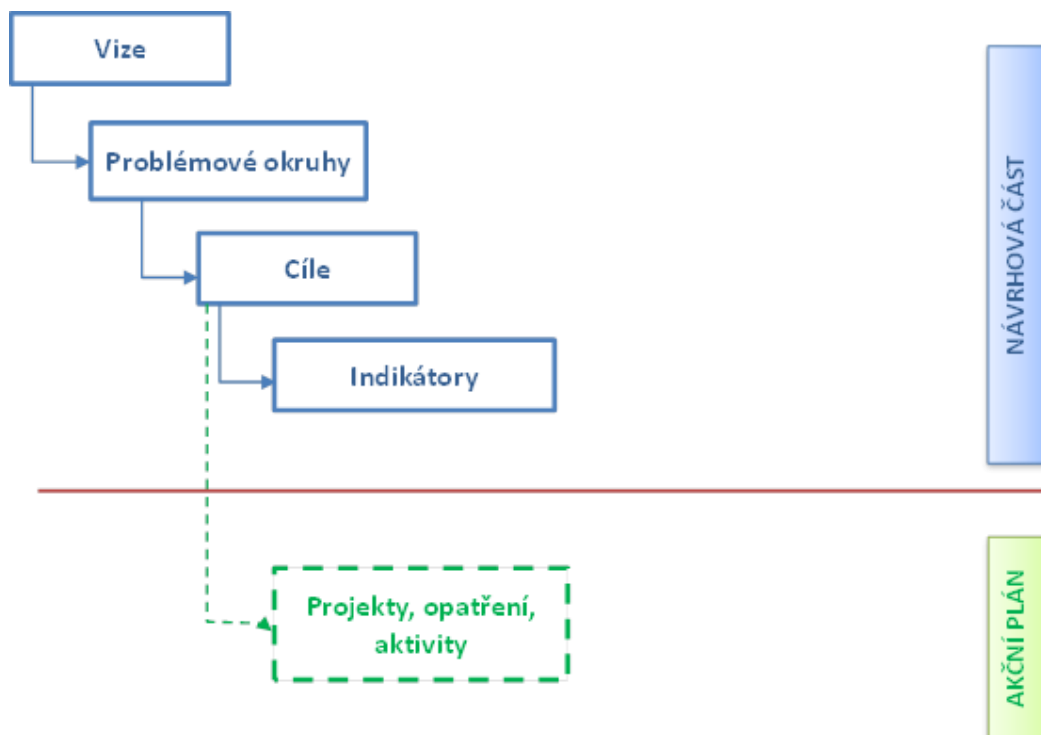 Vize
Problémové okruhy
Cíle
Indikátory
NÁVRHOVÁ ČÁST
Projekty, opatření,
aktivity
AKČNÍ PLÁN